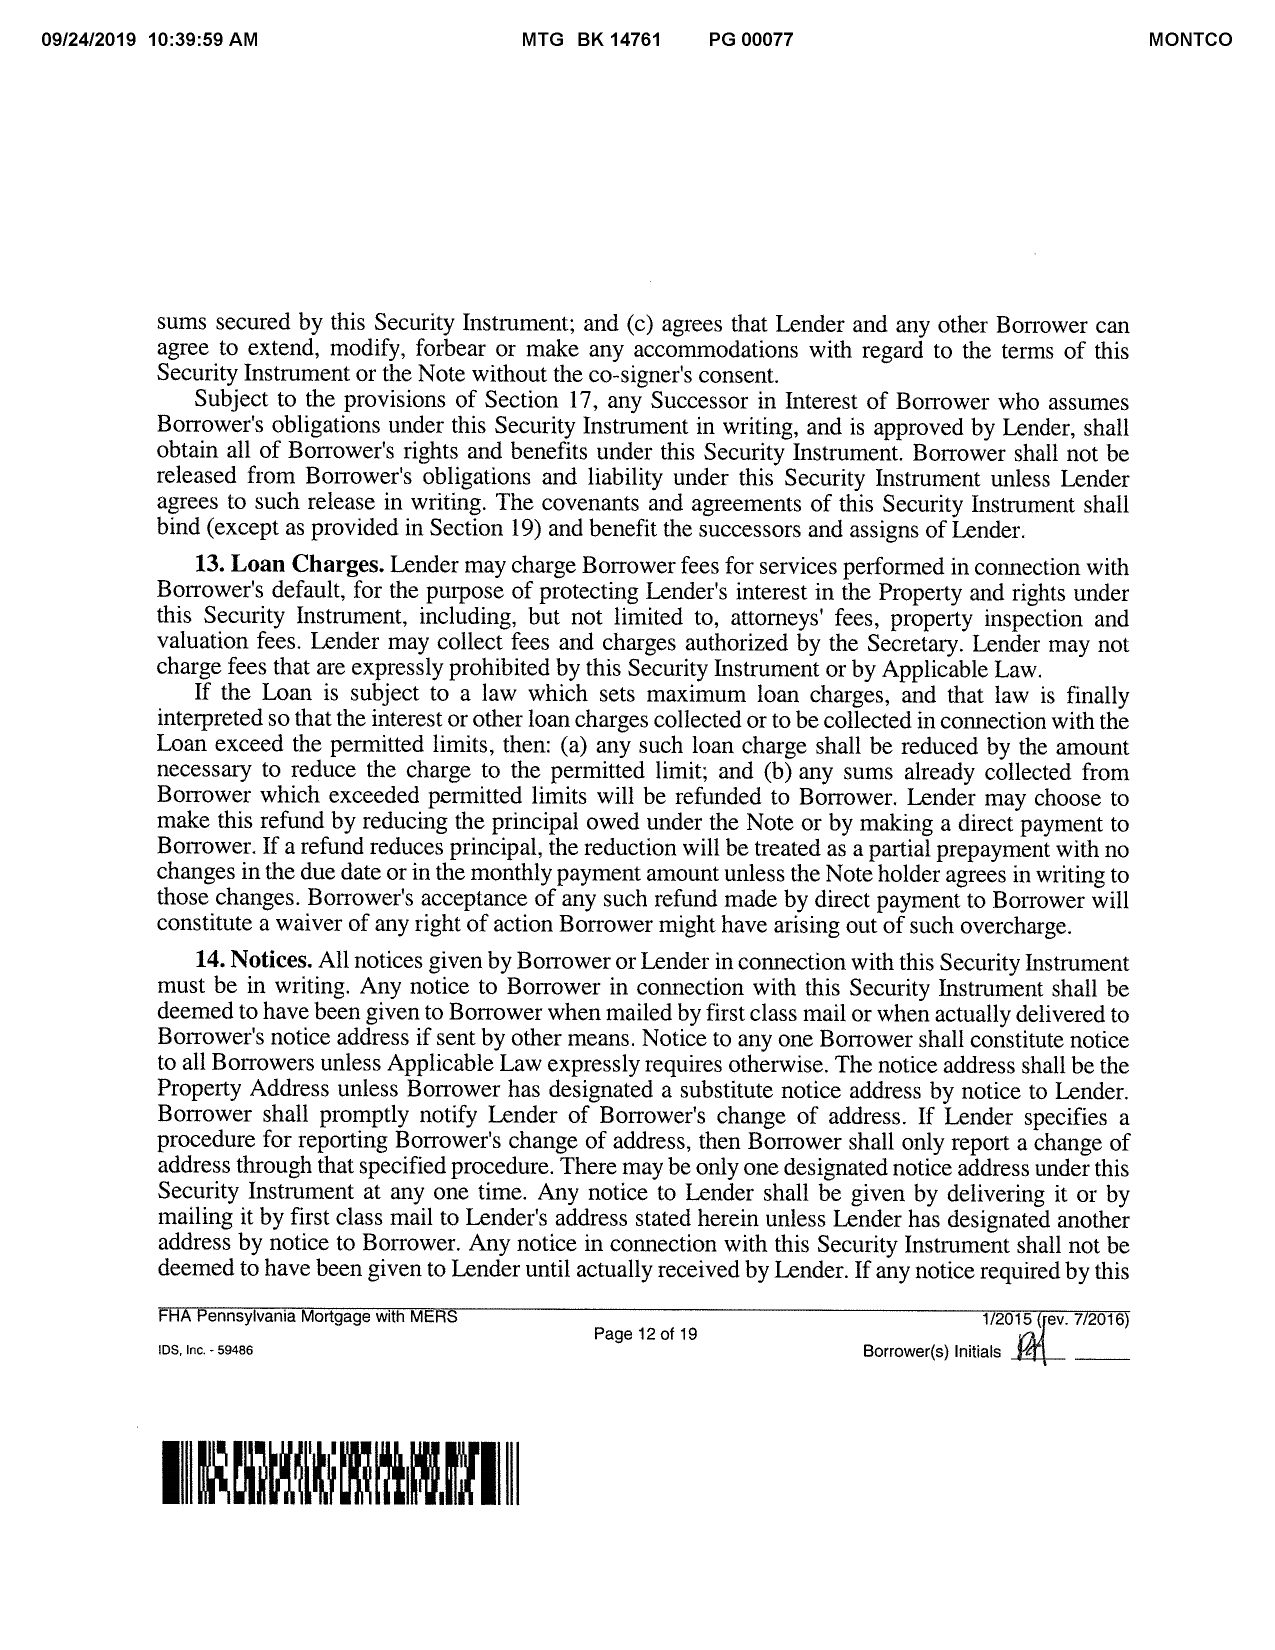 09/24/2019 10:39:59 AM MTG BK 14761 PG 00077 MONTCO
sums secured by this Security Instrument; and (c) agrees that Lender and any other Borrower can
agree to extend, modify, forbear or make any accommodations with regard to the terms of this
Security Instrument or the Note without the co-signer's consent.
Subject to the provisions of Section 17, any Successor in Interest of Borrower who assumes
Borrower's obligations under this Security Instrument in writing, and is approved by Lender, shall
obtain all of Borrower's rights and benefits under this Security Instrument. Borrower shall not be
released from Borrower's obligations and liability under this Security Instrument unless Lender
agrees to such release in writing. The covenants and agreements of this Security Instrument shall
bind (except as provided in Section 19) and benefit the successors and assigns of Lender.
13. Loan Charges. Lender may charge Borrower fees for services performed in connection with
Borrower's default, for the purpose of protecting Lender's interest in the Property and rights under
this Security Instrument, including, but not limited to, attorneys' fees, property inspection and
valuation fees. Lender may collect fees and charges authorized by the Secretary. Lender may not
charge fees that are expressly prohibited by this Security Instrument or by Applicable Law.
If the Loan is subject to a law which sets maximum loan charges, and that law is finally
interpreted so that the interest or other loan charges collected or to be collected in connection with the
Loan exceed the permitted limits, then: (a) any such loan charge shall be reduced by the amount
necessary to reduce the charge to the permitted limit; and (b) any sums already collected from
Borrower which exceeded permitted limits will be refunded to Borrower. Lender may choose to
make this refund by reducing the principal owed under the Note or by making a direct payment to
Borrower. If a refund reduces principal, the reduction will be treated as a partial prepayment with no
changes in the due date or in the monthly payment amount unless the Note holder agrees in writing to
those changes. Borrower's acceptance of any such refund made by direct payment to Borrower will
constitute a waiver of any right of action Borrower might have arising out of such overcharge.
14. Notices. All notices given by Borrower or Lender in connection with this Security Instrument
must be in writing. Any notice to Borrower in connection with this Security Instrument shall be
deemed to have been given to Borrower when mailed by first class mail or when actually delivered to
Borrower's notice address if sent by other means. Notice to any one Borrower shall constitute notice
to all Borrowers unless Applicable Law expressly requires otherwise. The notice address shall be the
Property Address unless Borrower has designated a substitute notice address by notice to Lender.
Borrower shall promptly notify Lender of Borrower's change of address. If Lender specifies a
procedure for reporting Borrower's change of address, then Borrower shall only report a change of
address through that specified procedure. There may be only one designated notice address under this
Security Instrument at any one time. Any notice to Lender shall be given by delivering it or by
mailing it by first class mail to Lender's address stated herein unless Lender has designated another
address by notice to Borrower. Any notice in connection with this Security Instrument shall not be
deemed to have been given to Lender until actually received by Lender. If any notice required by this
FHA Pennsylvania Mortgage with MERS 1/2015 (rev. 7/2016)
Page 12 of 19
IDS, Inc. - 59486 Borrower(s) Initials